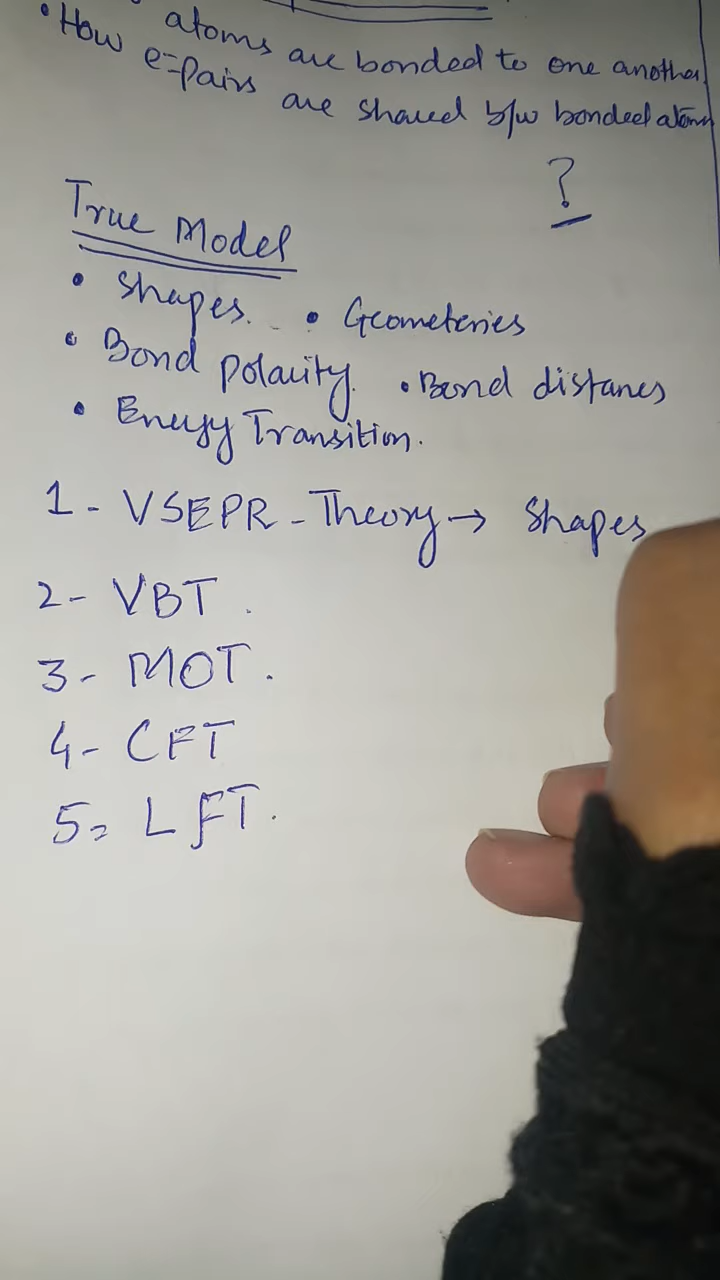 • How atoms are bonded to one another
e-pairs are shared b/w bonded atoms
?
True Model
• Shapes. • Geometeries
• Bond polarity. • Bond distanes
• Energy Transition.
1- VSEPR-Theory → Shapes
2- VBT.
3- MOT.
4- CFT
5- LFT.